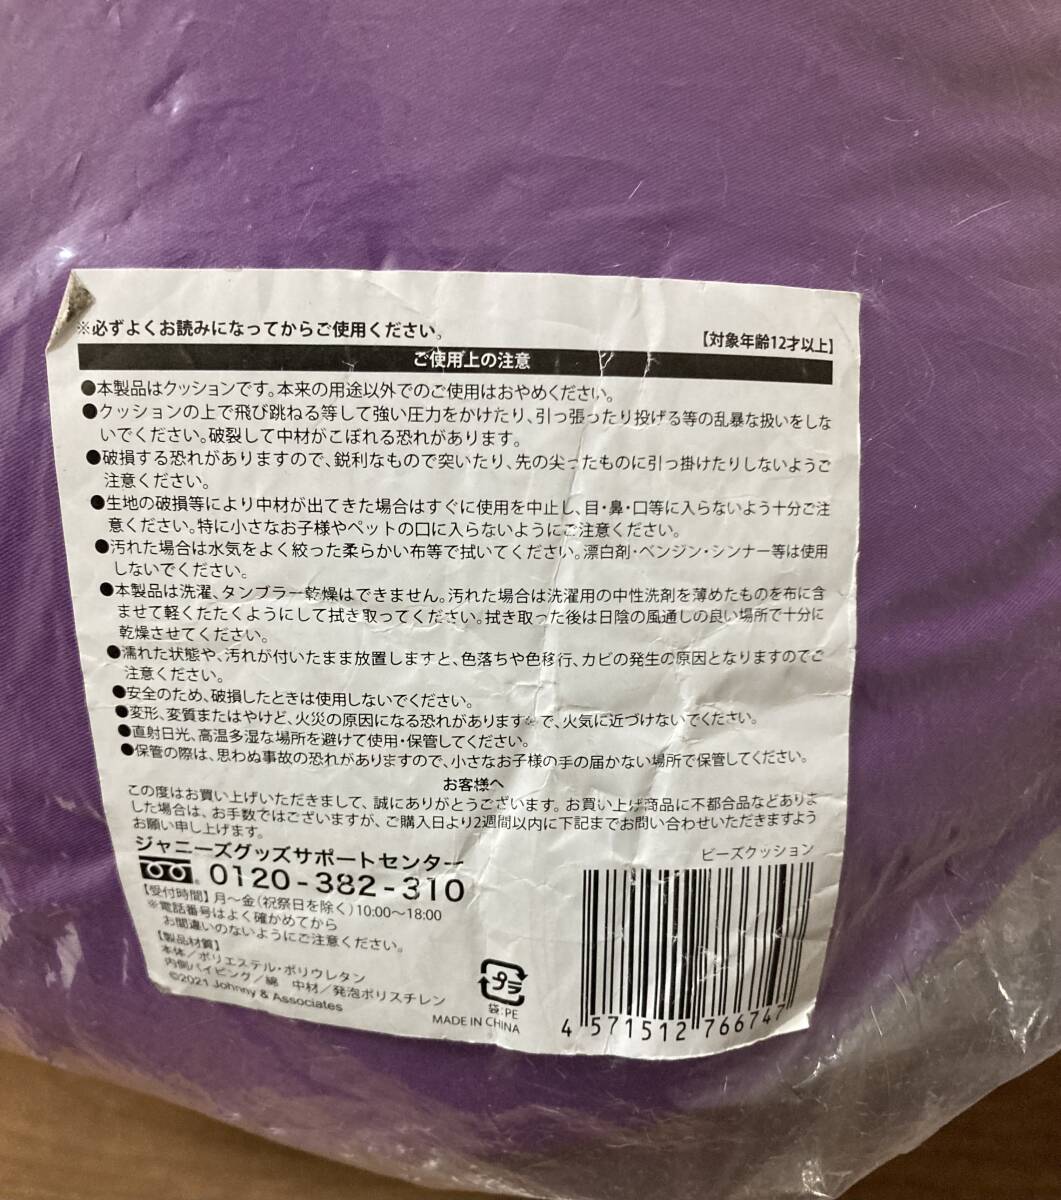 ※必ずよくお読みになってからご使用ください。
【対象年齢12才以上】
ご使用上の注意
●本製品はクッションです。本来の用途以外でのご使用はおやめください。
●クッションの上で飛び跳ねる等して強い圧力をかけたり、引っ張ったり投げる等の乱暴な扱いをしな
いでください。破裂して中材がこぼれる恐れがあります。
●破損する恐れがありますので、鋭利なもので突いたり、先の尖ったものに引っ掛けたりしないようご
注意ください。
●生地の破損等により中材が出てきた場合はすぐに使用を中止し、目・鼻・口等に入らないよう十分ご注
意ください。特に小さなお子様やペットの口に入らないようにご注意ください。
●汚れた場合は水気をよく絞った柔らかい布等で拭いてください。漂白剤・ベンジン・シンナー等は使用
しないでください。
●本製品は洗濯、タンブラー乾燥はできません。汚れた場合は洗濯用の中性洗剤を薄めたものを布に含
ませて軽くたたくようにして拭き取ってください。拭き取った後は日陰の風通しの良い場所で十分に
乾燥させてください。
●濡れた状態や、汚れが付いたまま放置しますと、色落ちや色移行、カビの発生の原因となりますのでご
注意ください。
●安全のため、破損したときは使用しないでください。
●変形、変質またはやけど、火災の原因になる恐れがありますので、火気に近づけないでください。
●直射日光、高温多湿な場所を避けて使用・保管してください。
●保管の際は、思わぬ事故の恐れがありますので、小さなお子様の手の届かない場所で保管してください。
お客様へ
この度はお買い上げいただきまして、誠にありがとうございます。お買い上げ商品に不都合品などありま
した場合は、お手数ではございますが、ご購入日より2週間以内に下記までお問い合わせいただきますよう
お願い申し上げます。
ジャニーズグッズサポートセンター
0120-382-310
【受付時間】月〜金(祝祭日を除く)10:00〜18:00
※電話番号はよく確かめてから
お間違いのないようにご注意ください。
【製品材質】
本体／ポリエステル・ポリウレタン
内側パイピング／綿 中材／発泡ポリスチレン
©2021 Johnny & Associates
プラ
袋:PE
MADE IN CHINA
ビーズクッション
4 571512 766747